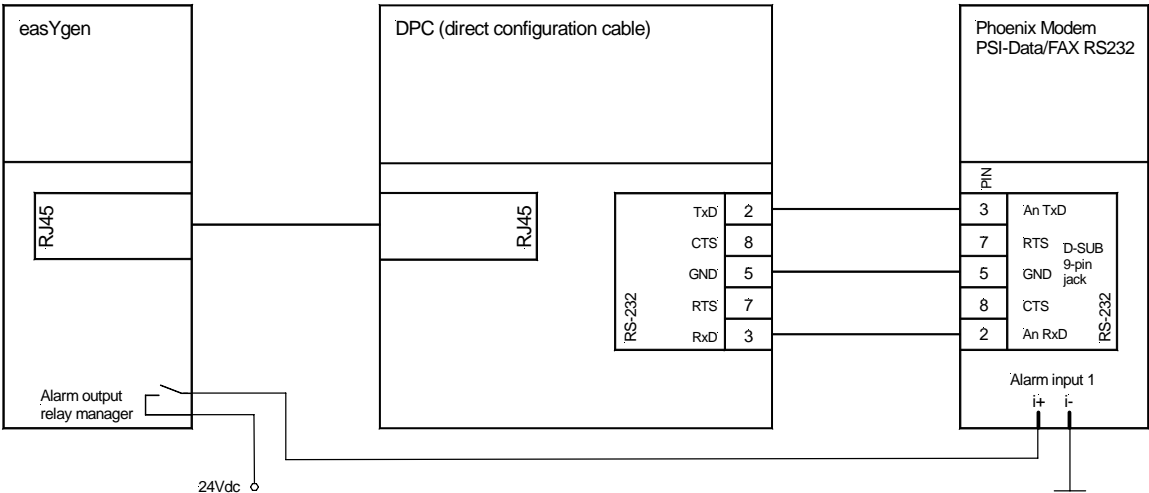 easYgen
DPC (direct configuration cable)
Phoenix Modem
PSI-Data/FAX RS232
RJ45
RJ45
RS-232
TxD 2
CTS 8
GND 5
RTS 7
RxD 3
PIN
3 An TxD
7 RTS
5 GND
8 CTS
2 An RxD
D-SUB
9-pin
jack
RS-232
Alarm output
relay manager
Alarm input 1
i+ i-
24Vdc